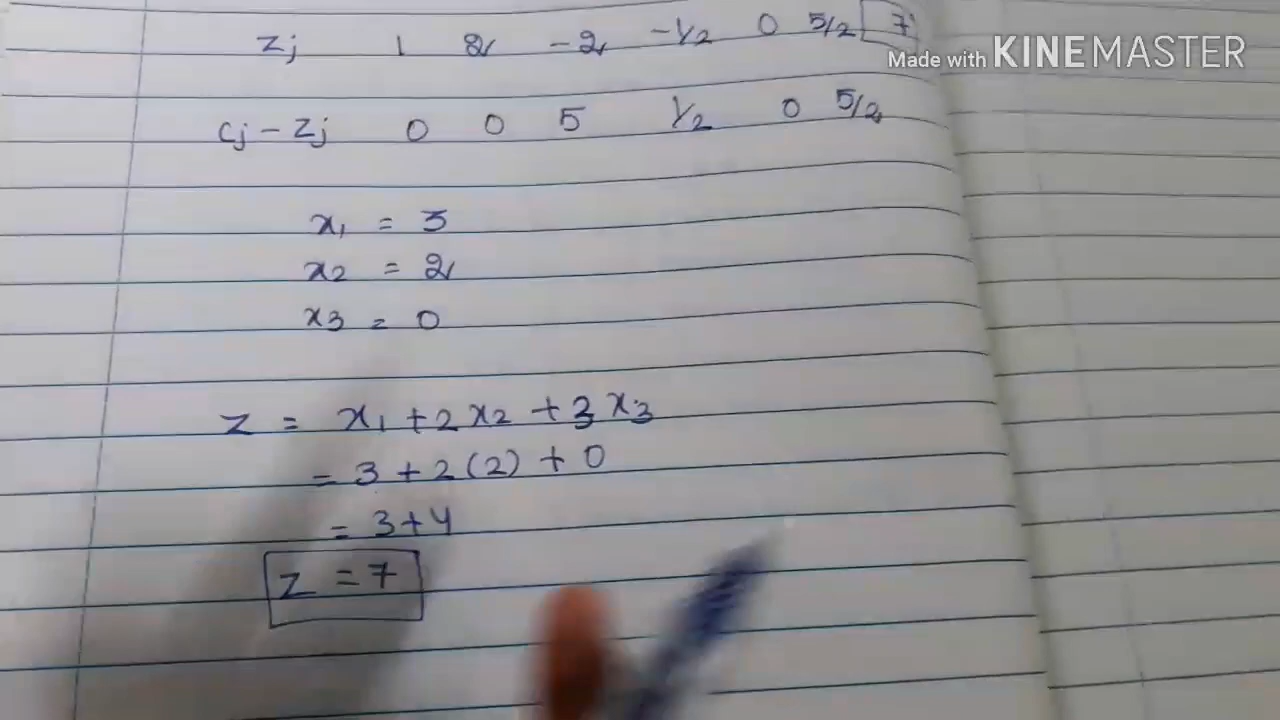 Zj 1 2 -2 -1/2 0 5/2 7
Made with KINEMASTER
Cj - Zj 0 0 5 1/2 0 5/2
x1 = 3
x2 = 2
x3 = 0
Z = x1 + 2x2 + 3x3
= 3 + 2(2) + 0
= 3+4
Z = 7